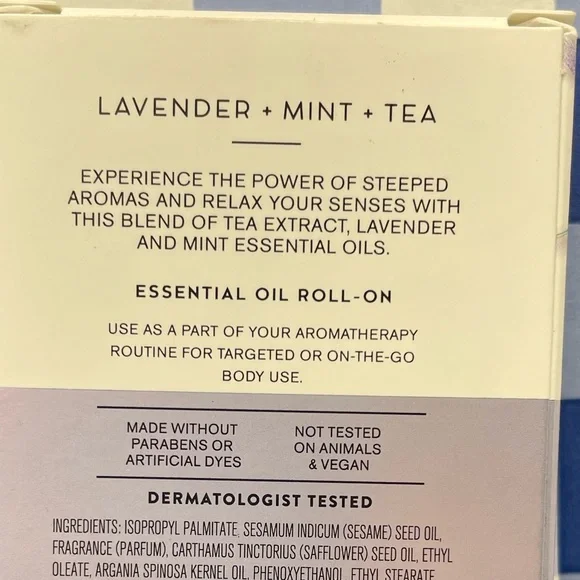 LAVENDER + MINT + TEA
EXPERIENCE THE POWER OF STEEPED
AROMAS AND RELAX YOUR SENSES WITH
THIS BLEND OF TEA EXTRACT, LAVENDER
AND MINT ESSENTIAL OILS.
ESSENTIAL OIL ROLL-ON
USE AS A PART OF YOUR AROMATHERAPY
ROUTINE FOR TARGETED OR ON-THE-GO
BODY USE.
MADE WITHOUT
PARABENS OR
ARTIFICIAL DYES
NOT TESTED
ON ANIMALS
& VEGAN
DERMATOLOGIST TESTED
INGREDIENTS: ISOPROPYL PALMITATE, SESAMUM INDICUM (SESAME) SEED OIL,
FRAGRANCE (PARFUM), CARTHAMUS TINCTORIUS (SAFFLOWER) SEED OIL, ETHYL
OLEATE, ARGANIA SPINOSA KERNEL OIL, PHENOXYETHANOL, ETHYL STEARATE,